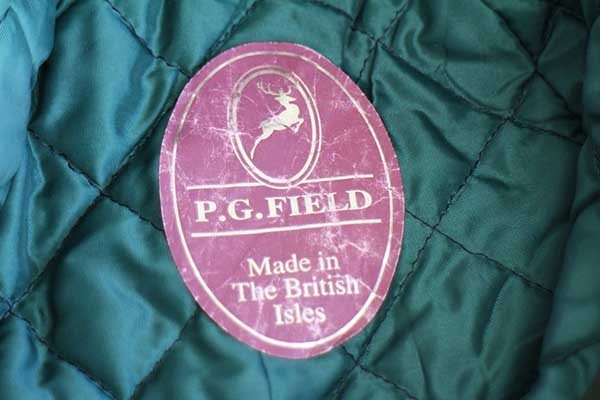 P.G.FIELD
Made in
The British
Isles